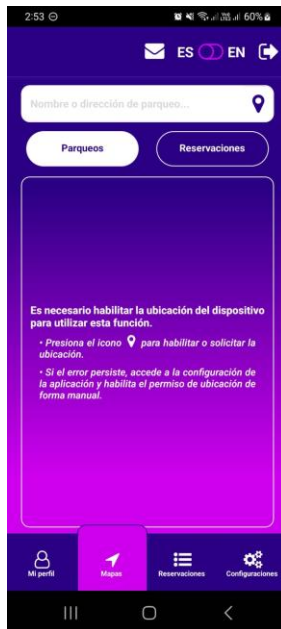 2:53
60%
ES EN
Nombre o dirección de parqueo...
Parqueos Reservaciones
Es necesario habilitar la ubicación del dispositivo
para utilizar esta función.
• Presiona el icono para habilitar o solicitar la
ubicación.
• Si el error persiste, accede a la configuración de
la aplicación y habilita el permiso de ubicación de
forma manual.
Mi perfil Mapas Reservaciones Configuraciones